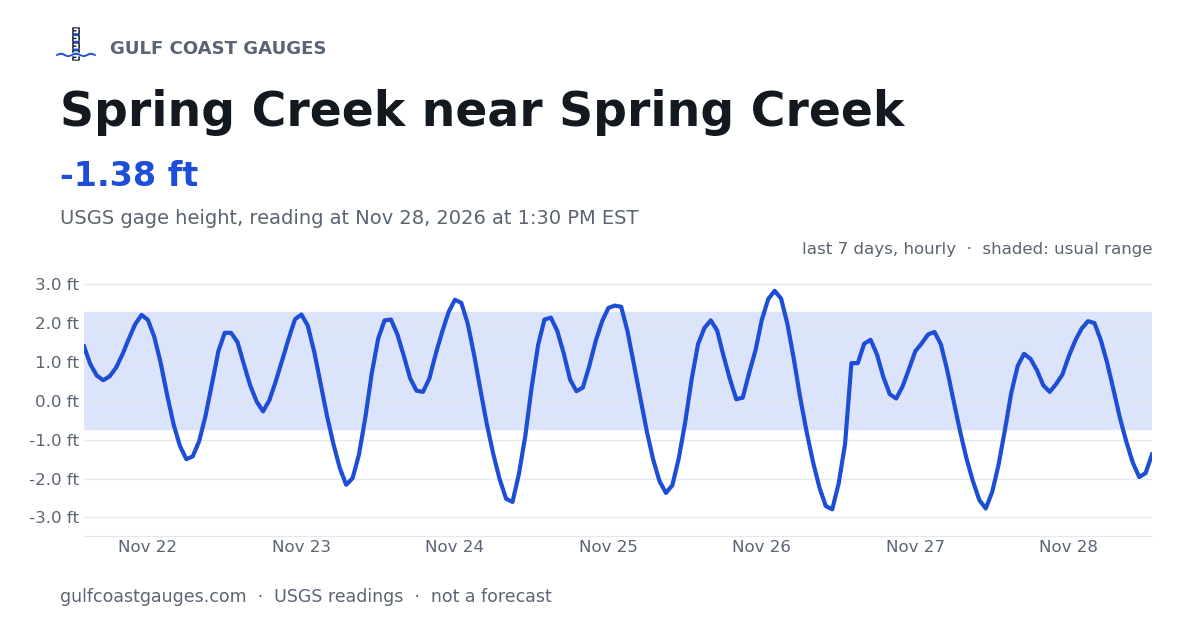 GULF COAST GAUGES
Spring Creek near Spring Creek
-1.38 ft
USGS gage height, reading at Nov 28, 2026 at 1:30 PM EST
last 7 days, hourly · shaded: usual range
3.0 ft
2.0 ft
1.0 ft
0.0 ft
-1.0 ft
-2.0 ft
-3.0 ft
Nov 22 Nov 23 Nov 24 Nov 25 Nov 26 Nov 27 Nov 28
gulfcoastgauges.com · USGS readings · not a forecast